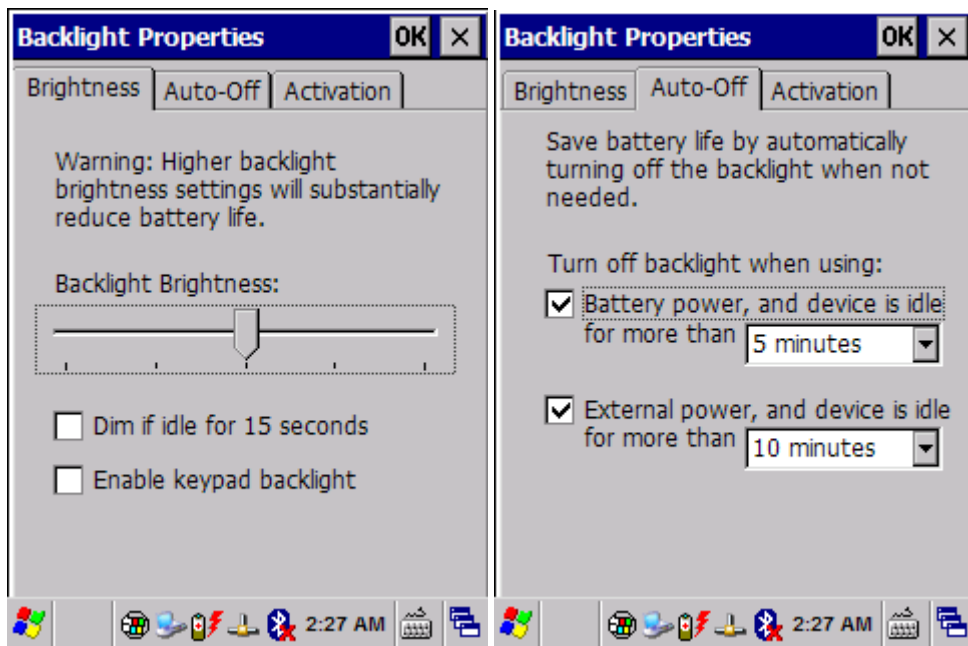 Backlight Properties OK ×
Brightness Auto-Off Activation
Warning: Higher backlight
brightness settings will substantially
reduce battery life.
Backlight Brightness:
Dim if idle for 15 seconds
Enable keypad backlight
2:27 AM
Backlight Properties OK ×
Brightness Auto-Off Activation
Save battery life by automatically
turning off the backlight when not
needed.
Turn off backlight when using:
Battery power, and device is idle
for more than 5 minutes
External power, and device is idle
for more than 10 minutes
2:27 AM